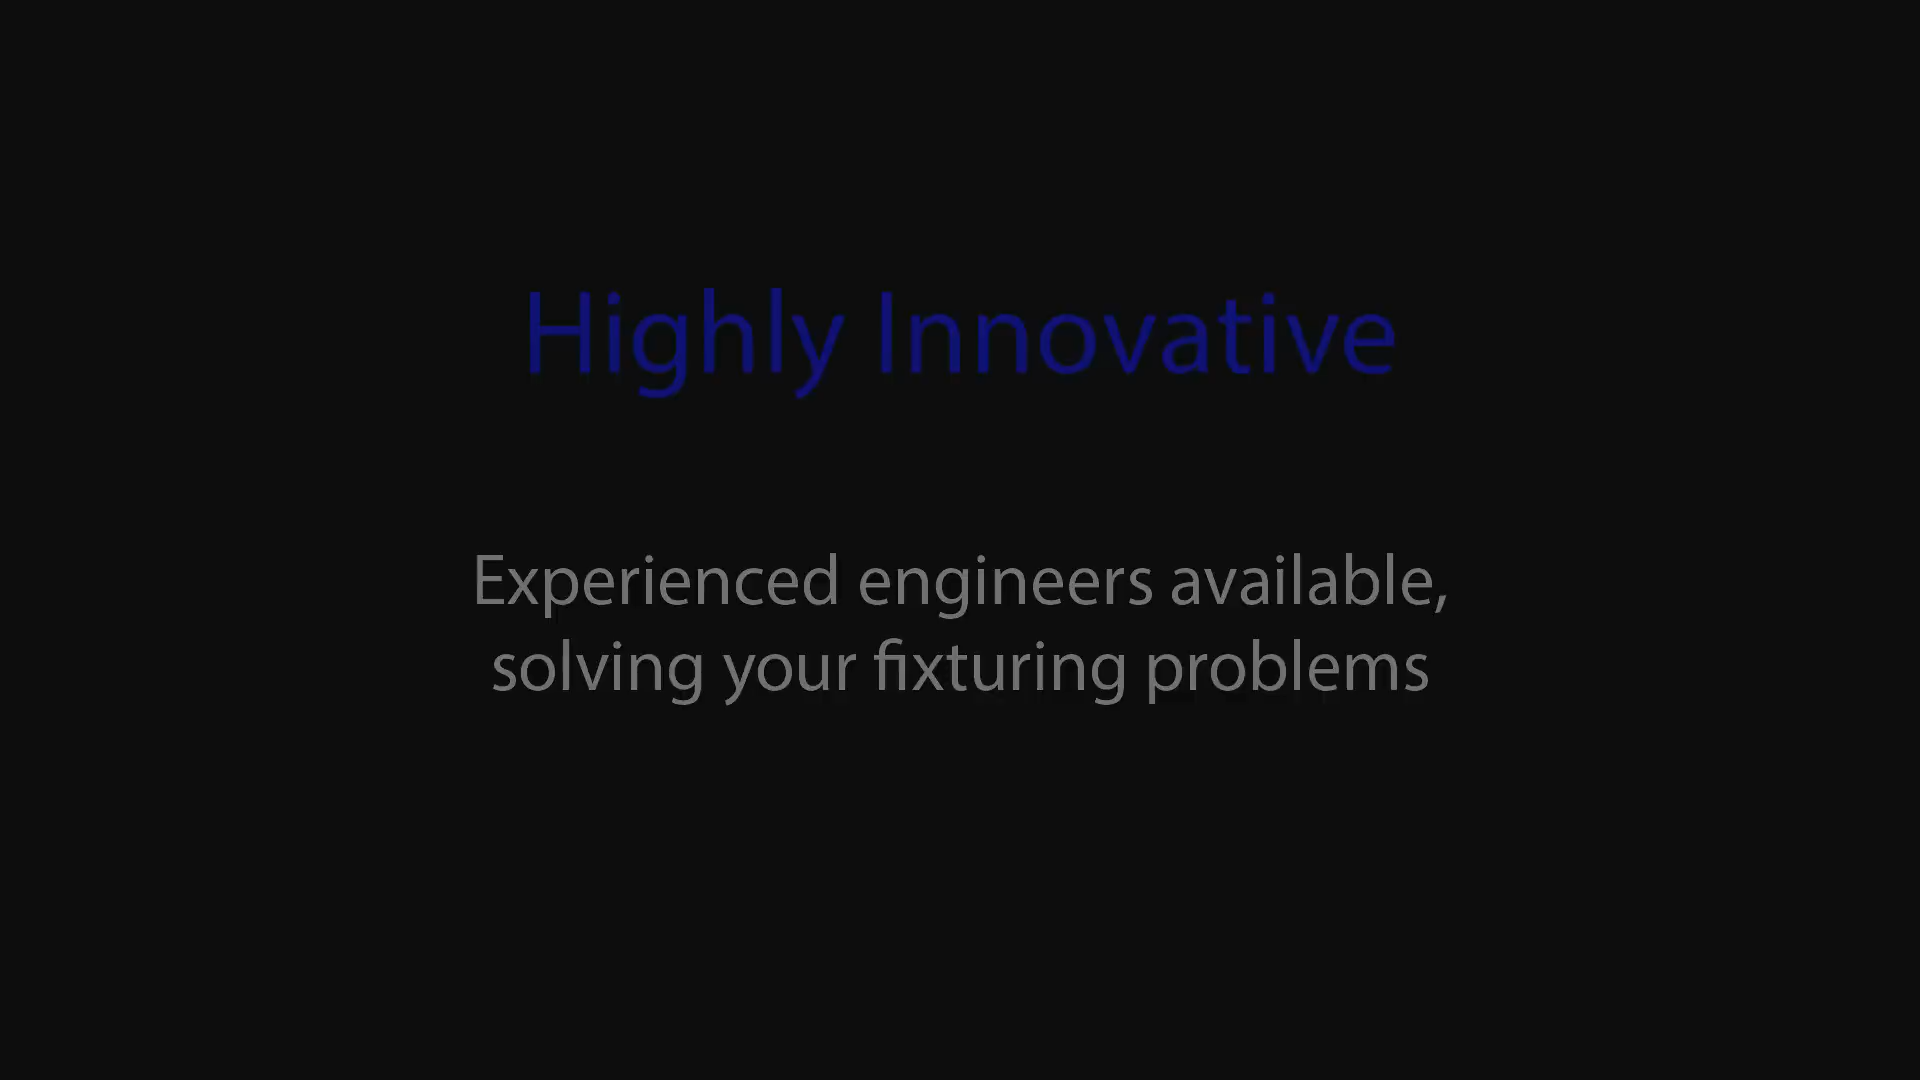 Highly Innovative
Experienced engineers available,
solving your fixturing problems